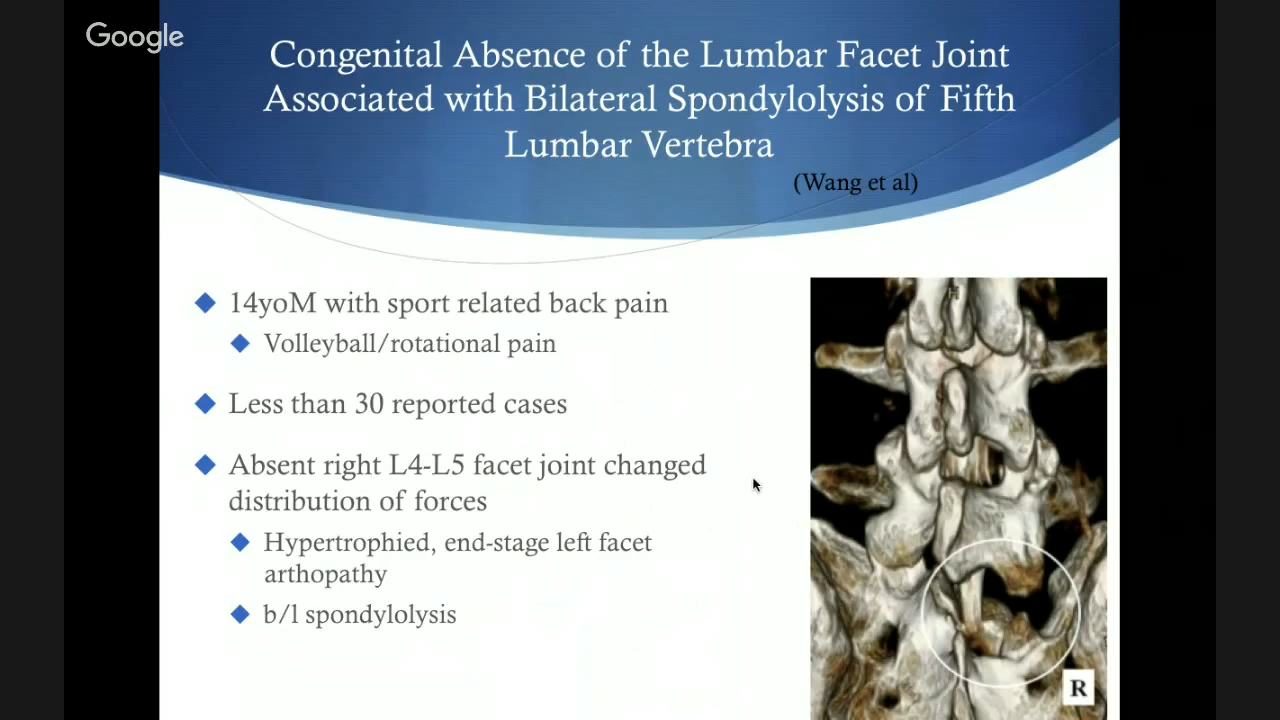 Google
Congenital Absence of the Lumbar Facet Joint
Associated with Bilateral Spondylolysis of Fifth
Lumbar Vertebra
(Wang et al)
14yoM with sport related back pain
Volleyball/rotational pain
Less than 30 reported cases
Absent right L4-L5 facet joint changed
distribution of forces
Hypertrophied, end-stage left facet
arthopathy
b/l spondylolysis
H
R